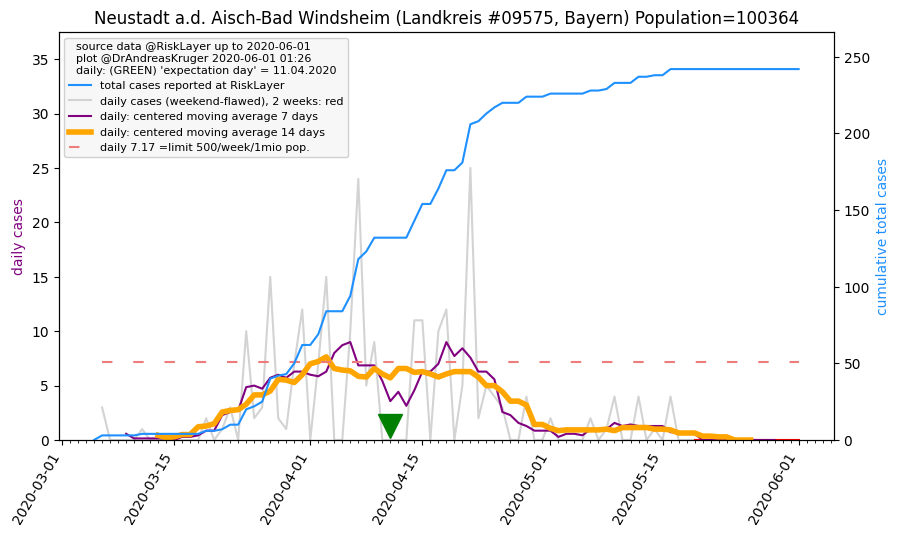 Neustadt a.d. Aisch-Bad Windsheim (Landkreis #09575, Bayern) Population=100364
source data @RiskLayer up to 2020-06-01
plot @DrAndreasKruger 2020-06-01 01:26
daily: (GREEN) 'expectation day' = 11.04.2020
total cases reported at RiskLayer
daily cases (weekend-flawed), 2 weeks: red
daily: centered moving average 7 days
daily: centered moving average 14 days
daily 7.17 =limit 500/week/1mio pop.
daily cases
35
30
25
20
15
10
5
0
cumulative total cases
250
200
150
100
50
0
2020-03-01
2020-03-15
2020-04-01
2020-04-15
2020-05-01
2020-05-15
2020-06-01